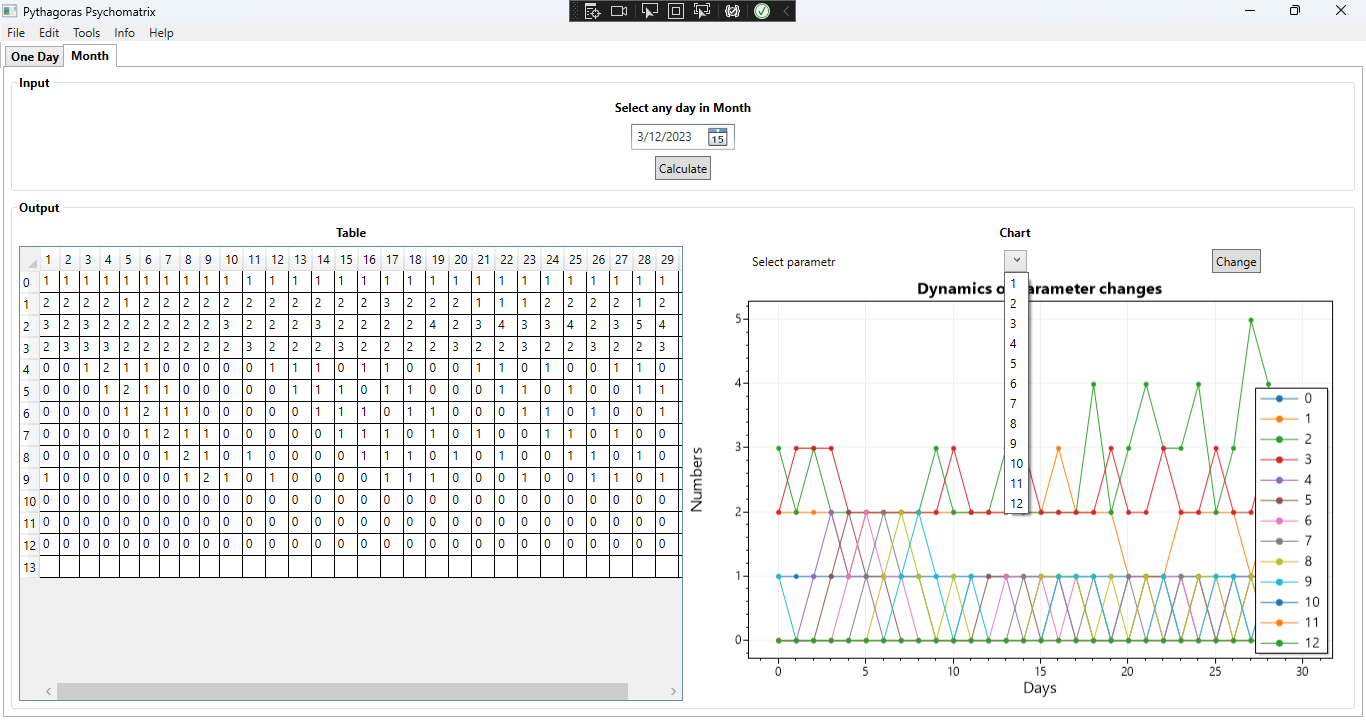 Pythagoras Psychomatrix
File Edit Tools Info Help
One Day Month
Input
Select any day in Month
3/12/2023 15
Calculate
Output
Table
1 2 3 4 5 6 7 8 9 10 11 12 13 14 15 16 17 18 19 20 21 22 23 24 25 26 27 28 29
0 1 1 1 1 1 1 1 1 1 1 1 1 1 1 1 1 1 1 1 1 1 1 1 1 1 1 1 1 1
1 2 2 2 2 1 2 2 2 2 2 2 2 2 2 2 2 3 2 2 2 1 1 1 2 2 2 2 1 2
2 3 2 3 3 2 2 2 2 2 3 2 2 2 3 2 2 2 2 4 2 3 4 3 3 4 2 3 5 4
3 2 3 3 3 2 2 2 2 2 2 3 2 2 2 3 2 2 2 2 3 2 2 3 2 2 3 2 2 3
4 0 0 1 2 1 1 0 0 0 0 0 1 1 1 0 1 1 0 0 0 1 1 0 1 0 0 1 1 0
5 0 0 0 1 2 1 1 0 0 0 0 0 1 1 1 0 1 1 0 0 0 1 1 0 1 0 0 1 1
6 0 0 0 0 1 2 1 1 0 0 0 0 0 1 1 1 0 1 1 0 0 0 1 1 0 1 0 0 1
7 0 0 0 0 0 1 2 1 1 0 0 0 0 0 1 1 1 0 1 0 1 0 0 1 1 0 1 0 0
8 0 0 0 0 0 0 1 2 1 0 1 0 0 0 0 1 1 1 0 1 0 1 0 0 1 1 0 1 0
9 1 0 0 0 0 0 0 1 2 1 0 1 0 0 0 0 1 1 1 0 0 0 1 0 0 1 1 0 1
10 0 0 0 0 0 0 0 0 0 0 0 0 0 0 0 0 0 0 0 0 0 0 0 0 0 0 0 0 0
11 0 0 0 0 0 0 0 0 0 0 0 0 0 0 0 0 0 0 0 0 0 0 0 0 0 0 0 0 0
12 0 0 0 0 0 0 0 0 0 0 0 0 0 0 0 0 0 0 0 0 0 0 0 0 0 0 0 0 0
13
Chart
Select parametr
Change
1
2
3
4
5
6
7
8
9
10
11
12
Dynamics o arameter changes
Numbers
5
4
3
2
1
0
0 5 10 15 20 25 30
Days
0
1
2
3
4
5
6
7
8
9
10
11
12